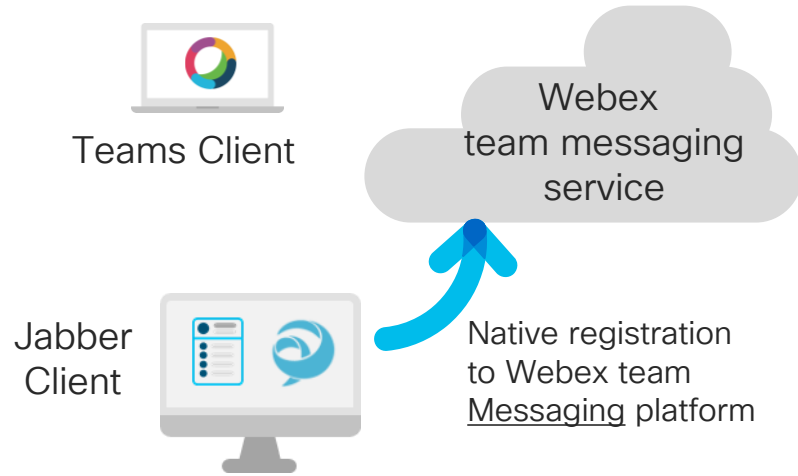 Teams Client
Webex
team messaging
service
Jabber
Client
Native registration
to Webex team
Messaging platform